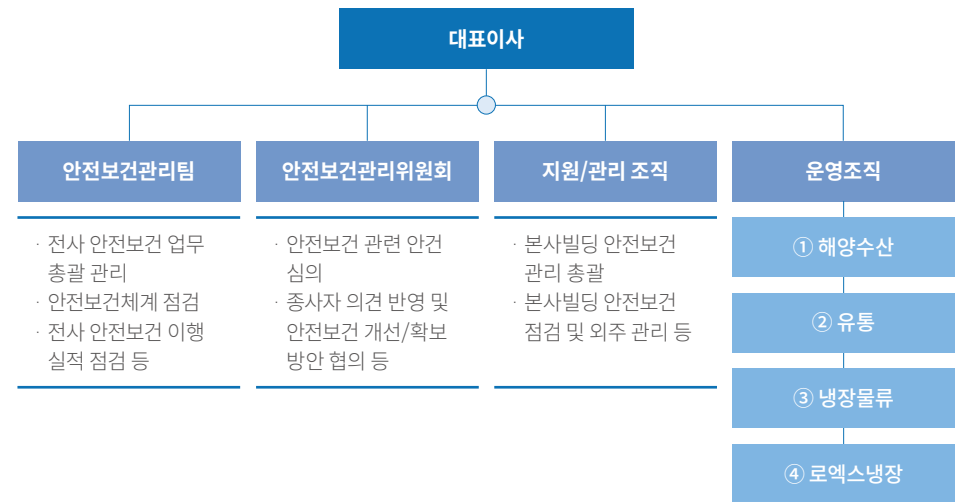 대표이사
안전보건관리팀
· 전사 안전보건 업무
총괄 관리
· 안전보건체계 점검
· 전사 안전보건 이행
실적 점검 등
안전보건관리위원회
· 안전보건 관련 안건
심의
· 종사자 의견 반영 및
안전보건 개선/확보
방안 협의 등
지원/관리 조직
· 본사빌딩 안전보건
관리 총괄
· 본사빌딩 안전보건
점검 및 외주 관리 등
운영조직
① 해양수산
② 유통
③ 냉장물류
④ 로엑스냉장